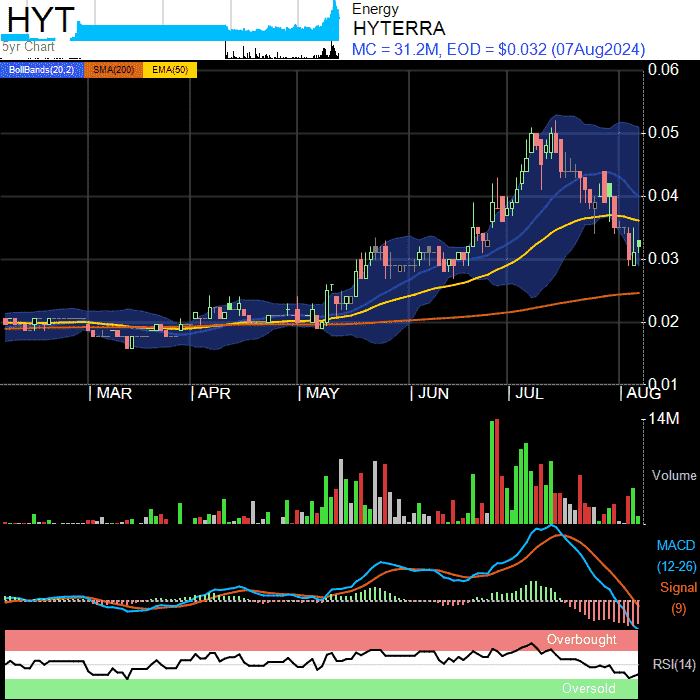 HYT
5yr Chart
Energy
HYTERRA
MC = 31.2M, EOD = $0.032 (07Aug2024)
BollBands(20,2) SMA(200) EMA(50)
0.06
0.05
0.04
0.03
0.02
0.01
MAR APR MAY JUN JUL AUG
14M
Volume
MACD
(12-26)
Signal
(9)
Overbought
RSI(14)
Oversold